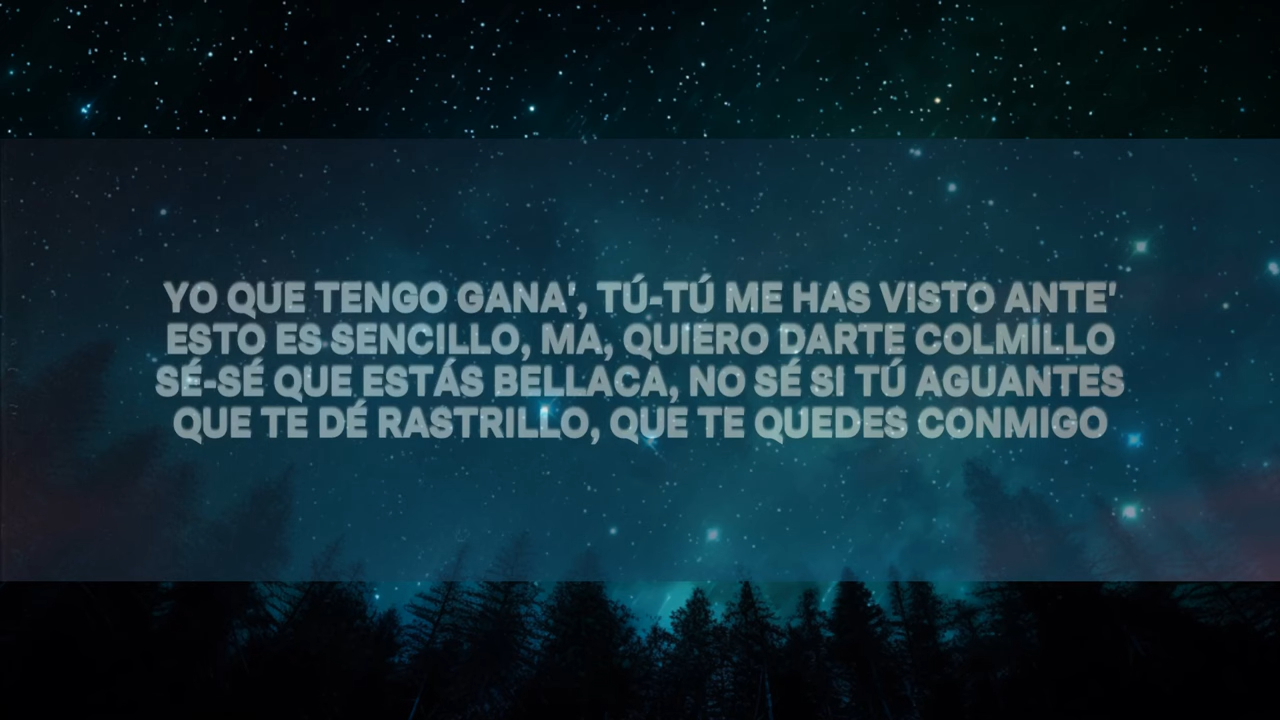 YO QUE TENGO GANA', TÚ-TÚ ME HAS VISTO ANTE'
ESTO ES SENCILLO, MA, QUIERO DARTE COLMILLO
SÉ-SÉ QUE ESTÁS BELLACA, NO SÉ SI TÚ AGUANTES
QUE TE DÉ RASTRILLO, QUE TE QUEDES CONMIGO